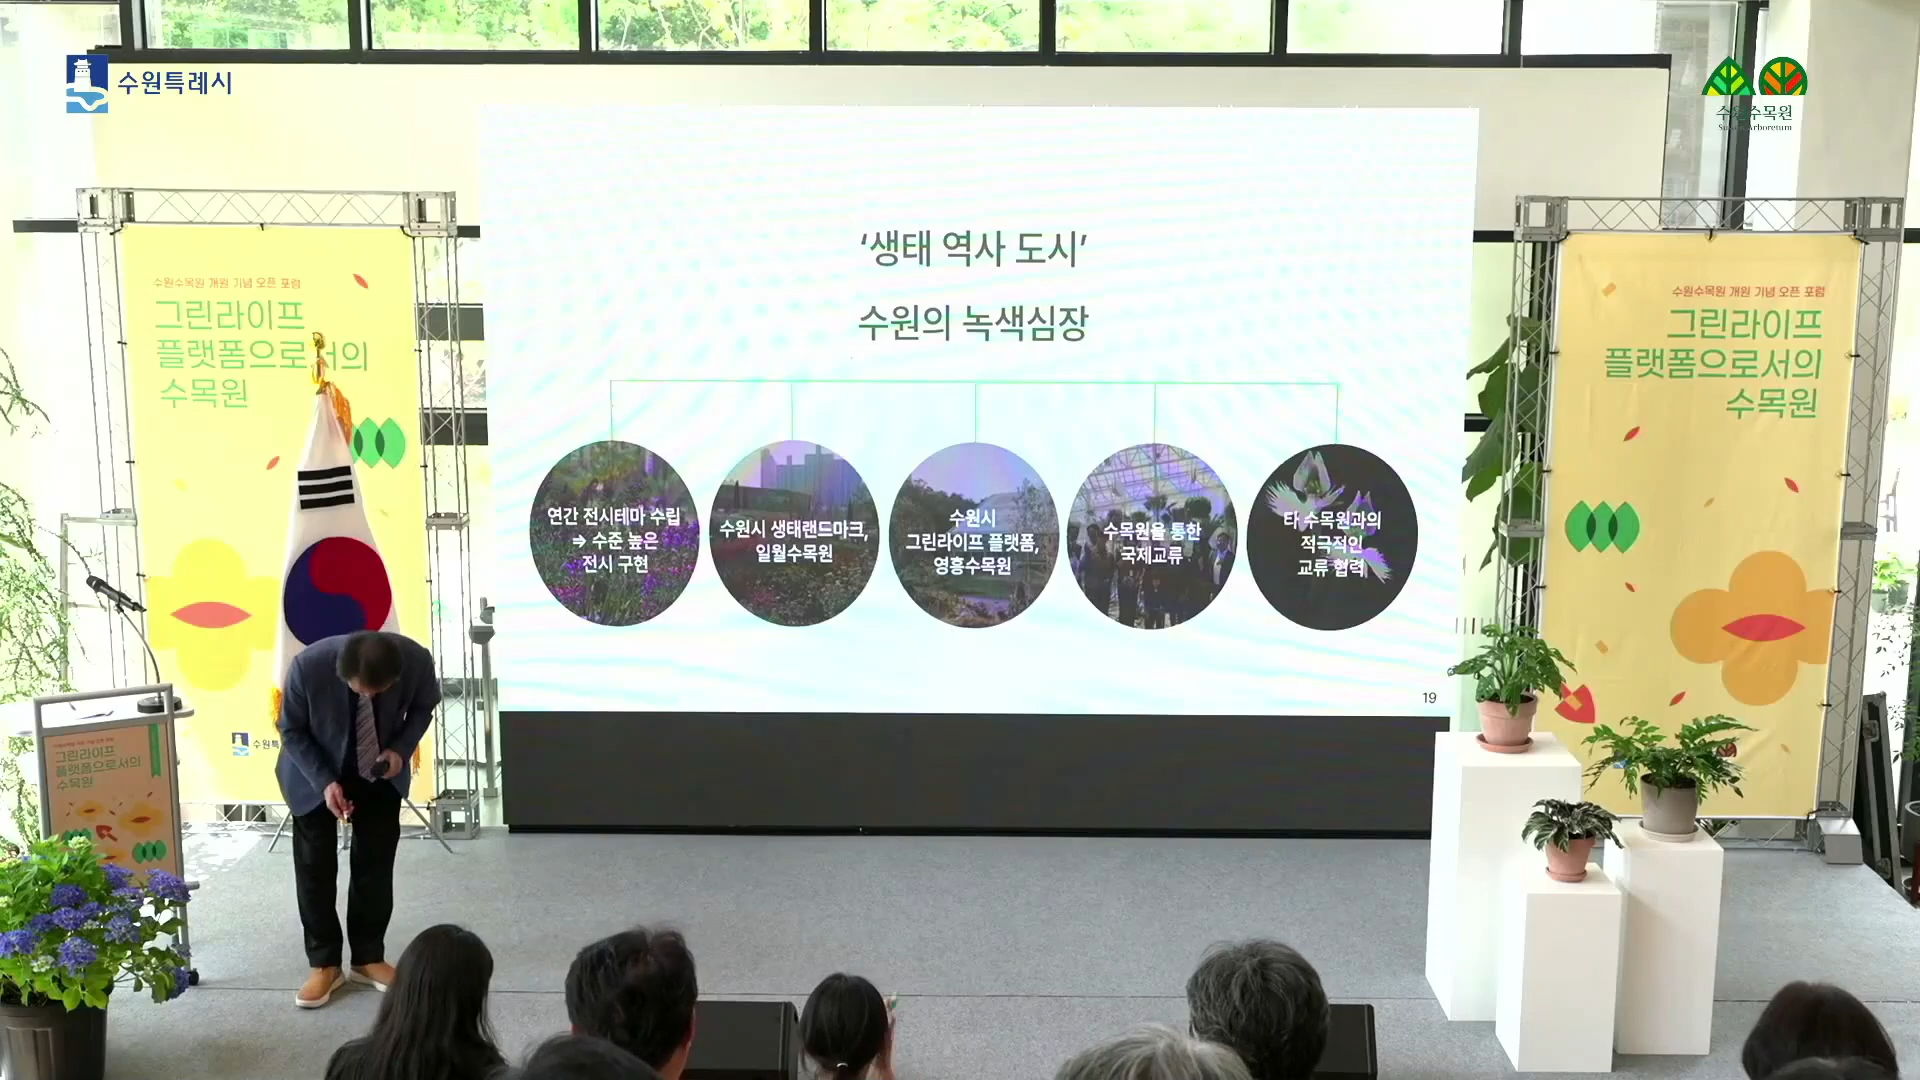 수원특례시
수원수목원
Suwon Arboretum
수원수목원 개원 기념 오픈 포럼
그린라이프
플랫폼으로서의
수목원
‘생태 역사 도시’
수원의 녹색심장
연간 전시테마 수립
➔ 수준 높은
전시 구현
수원시 생태랜드마크,
일월수목원
수원시
그린라이프 플랫폼,
영흥수목원
수목원을 통한
국제교류
타 수목원과의
적극적인
교류 협력
19
수원수목원 개원 기념 오픈 포럼
그린라이프
플랫폼으로서의
수목원
그린라이프
플랫폼으로서의
수목원